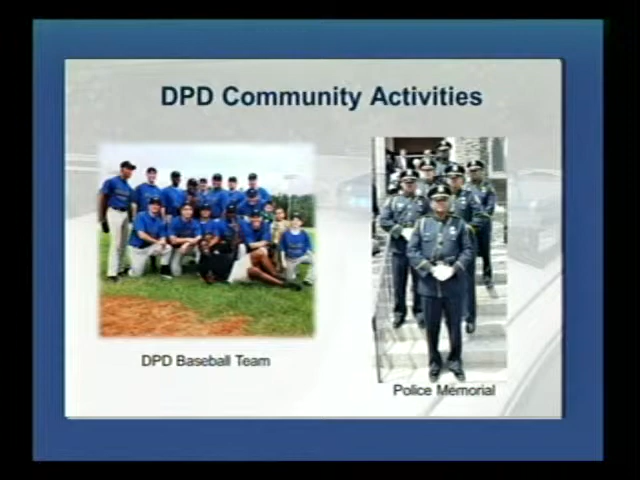 DPD Community Activities
DPD Baseball Team
Police Memorial